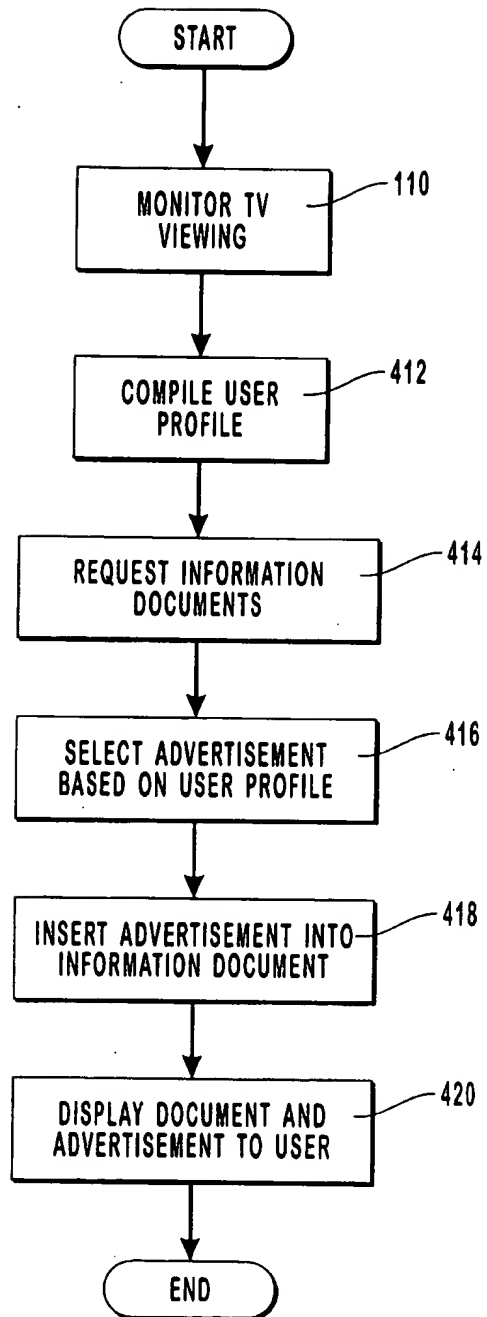 START
MONITOR TV
VIEWING
110
COMPILE USER
PROFILE
412
REQUEST INFORMATION
DOCUMENTS
414
SELECT ADVERTISEMENT
BASED ON USER PROFILE
416
INSERT ADVERTISEMENT INTO
INFORMATION DOCUMENT
418
DISPLAY DOCUMENT AND
ADVERTISEMENT TO USER
420
END